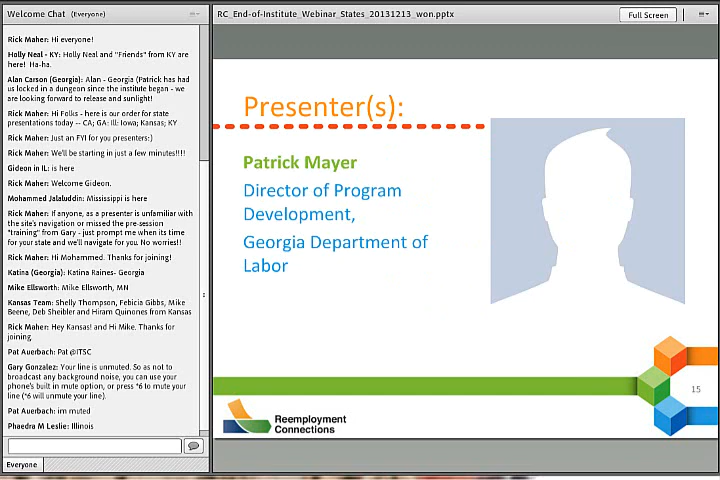 Welcome Chat (Everyone)
Rick Maher: Hi everyone!
Holly Neal - KY: Holly Neal and "Friends" from KY are
here! Ha-ha.
Alan Carson (Georgia): Alan - Georgia (Patrick has had
us locked in a dungeon since the institute began - we
are looking forward to release and sunlight!
Rick Maher: Hi Folks - here is our order for state
presentations today -- CA; GA: Ill: Iowa; Kansas; KY
Rick Maher: Just an FYI for you presenters:)
Rick Maher: We'll be starting in just a few minutes!!!!
Gideon in IL: is here
Rick Maher: Welcome Gideon.
Mohammed Jalaluddin: Mississippi is here
Rick Maher: If anyone, as a presenter is unfamiliar with
the site's navigation or missed the pre-session
"training" from Gary - just prompt me when its time
for your state and we'll navigate for you. No worries!!
Rick Maher: Hi Mohammed. Thanks for joining!
Katina (Georgia): Katina Raines- Georgia
Mike Ellsworth: Mike Ellsworth, MN
Kansas Team: Shelly Thompson, Febicia Gibbs, Mike
Beene, Deb Sheibler and Hiram Quinones from Kansas
Rick Maher: Hey Kansas! and Hi Mike. Thanks for
joining.
Pat Auerbach: Pat @ITSC
Gary Gonzalez: Your line is unmuted. So as not to
broadcast any background noise, you can use your
phone's built in mute option, or press *6 to mute your
line (*6 will unmute your line).
Pat Auerbach: im muted
Phaedra M Leslie: Illinois
Everyone
RC_End-of-Institute_Webinar_States_20131213_won.pptx
Full Screen
Presenter(s):
Patrick Mayer
Director of Program
Development,
Georgia Department of
Labor
15
Reemployment
Connections